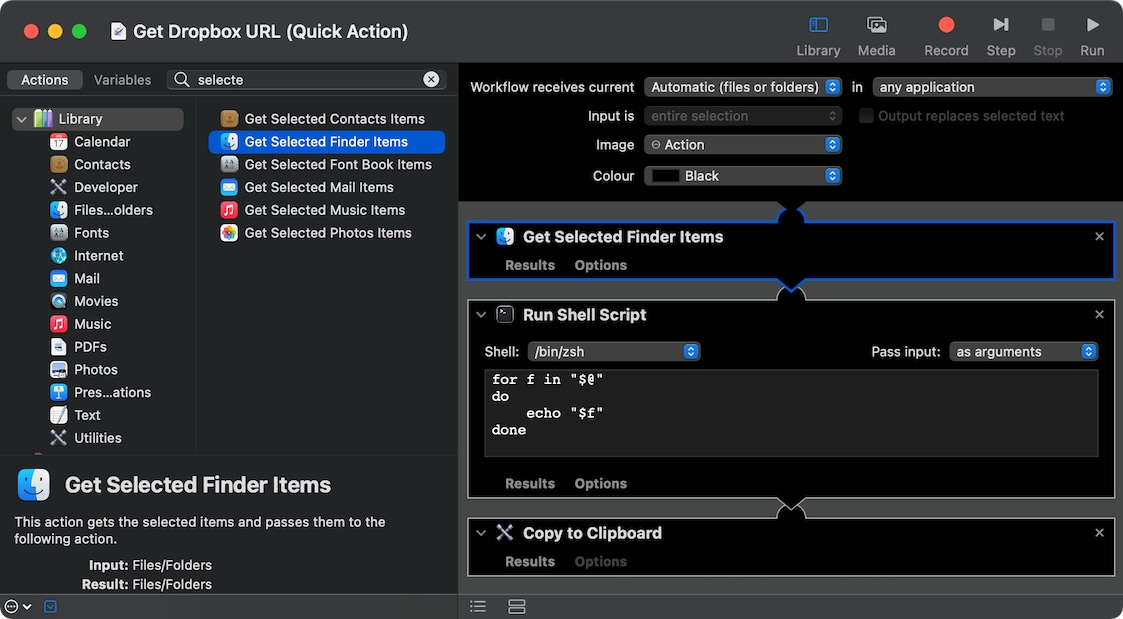 Get Dropbox URL (Quick Action)
Library Media Record Step Stop Run
Actions Variables selecte
Library
Calendar
Contacts
Developer
Files...olders
Fonts
Internet
Mail
Movies
Music
PDFs
Photos
Pres...ations
Text
Utilities
Get Selected Contacts Items
Get Selected Finder Items
Get Selected Font Book Items
Get Selected Mail Items
Get Selected Music Items
Get Selected Photos Items
Get Selected Finder Items
This action gets the selected items and passes them to the
following action.
Input: Files/Folders
Result: Files/Folders
Workflow receives current Automatic (files or folders) in any application
Input is entire selection Output replaces selected text
Image Action
Colour Black
Get Selected Finder Items
Results Options
Run Shell Script
Shell: /bin/zsh Pass input: as arguments
for f in "$@"
do
    echo "$f"
done
Results Options
Copy to Clipboard
Results Options